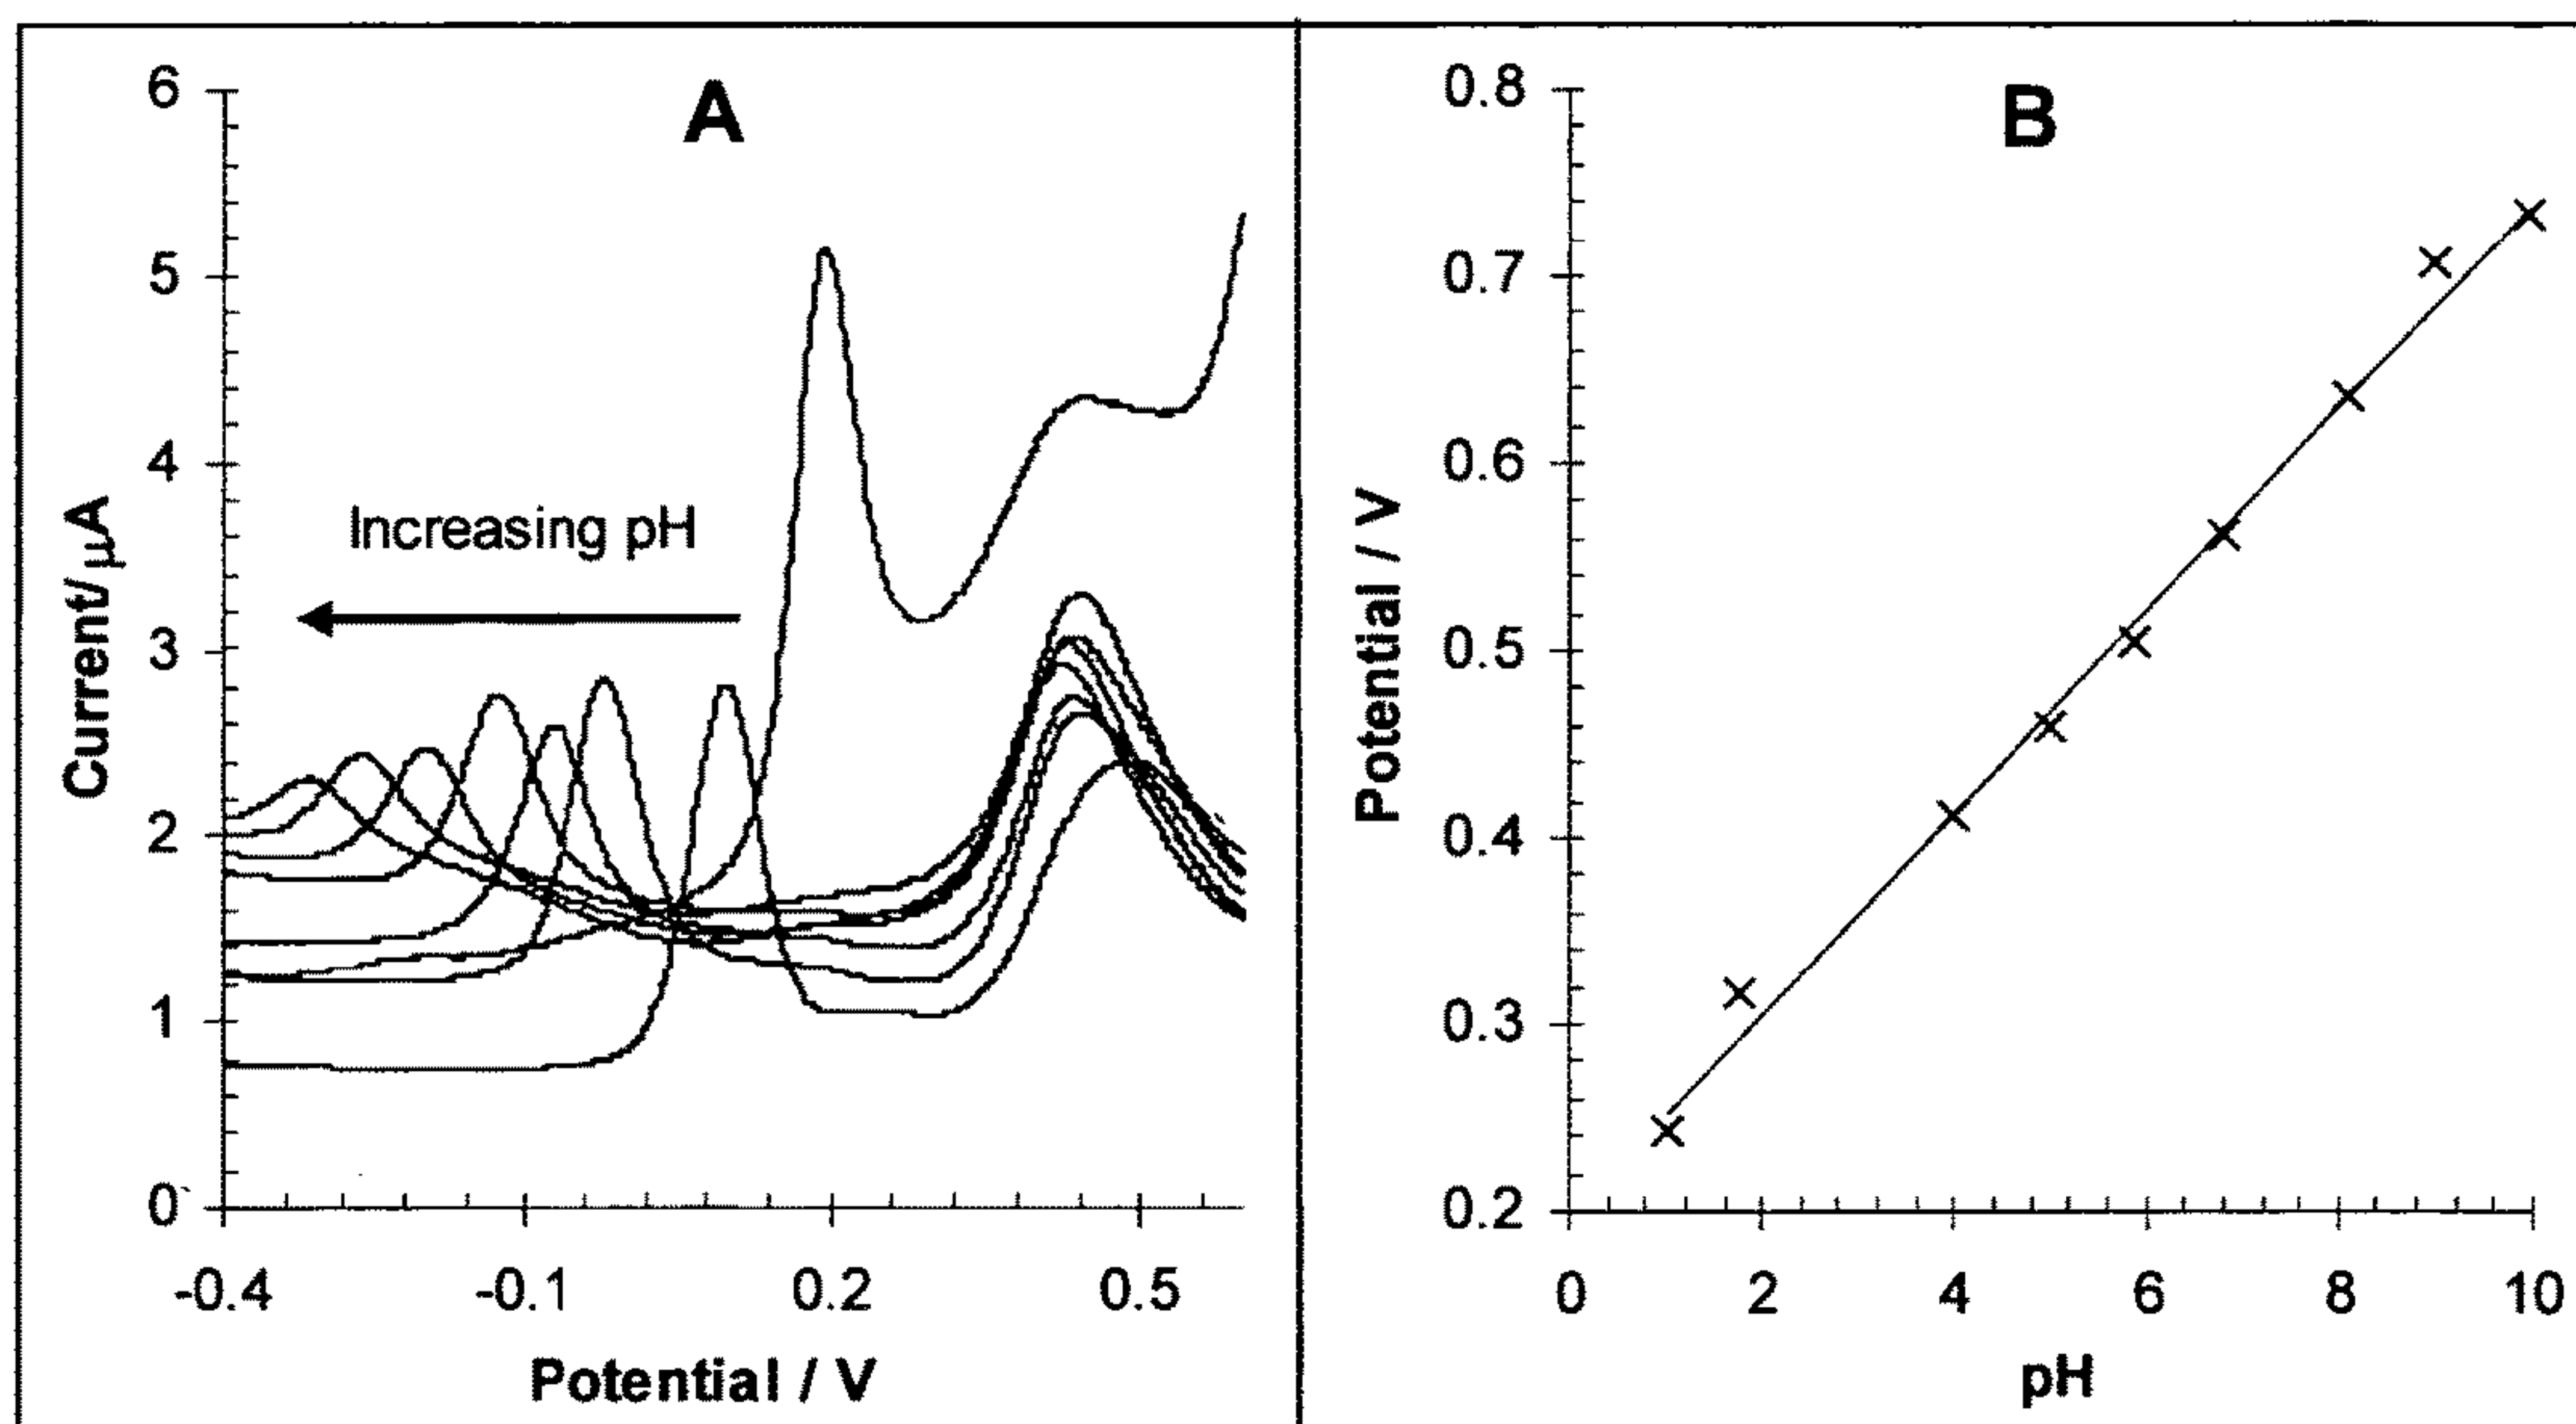 A
6
5
4
3
2
1
0
Current/µA
Increasing pH
-0.4 -0.1 0.2 0.5
Potential / V
B
0.8
0.7
0.6
0.5
0.4
0.3
0.2
Potential / V
0 2 4 6 8 10
pH